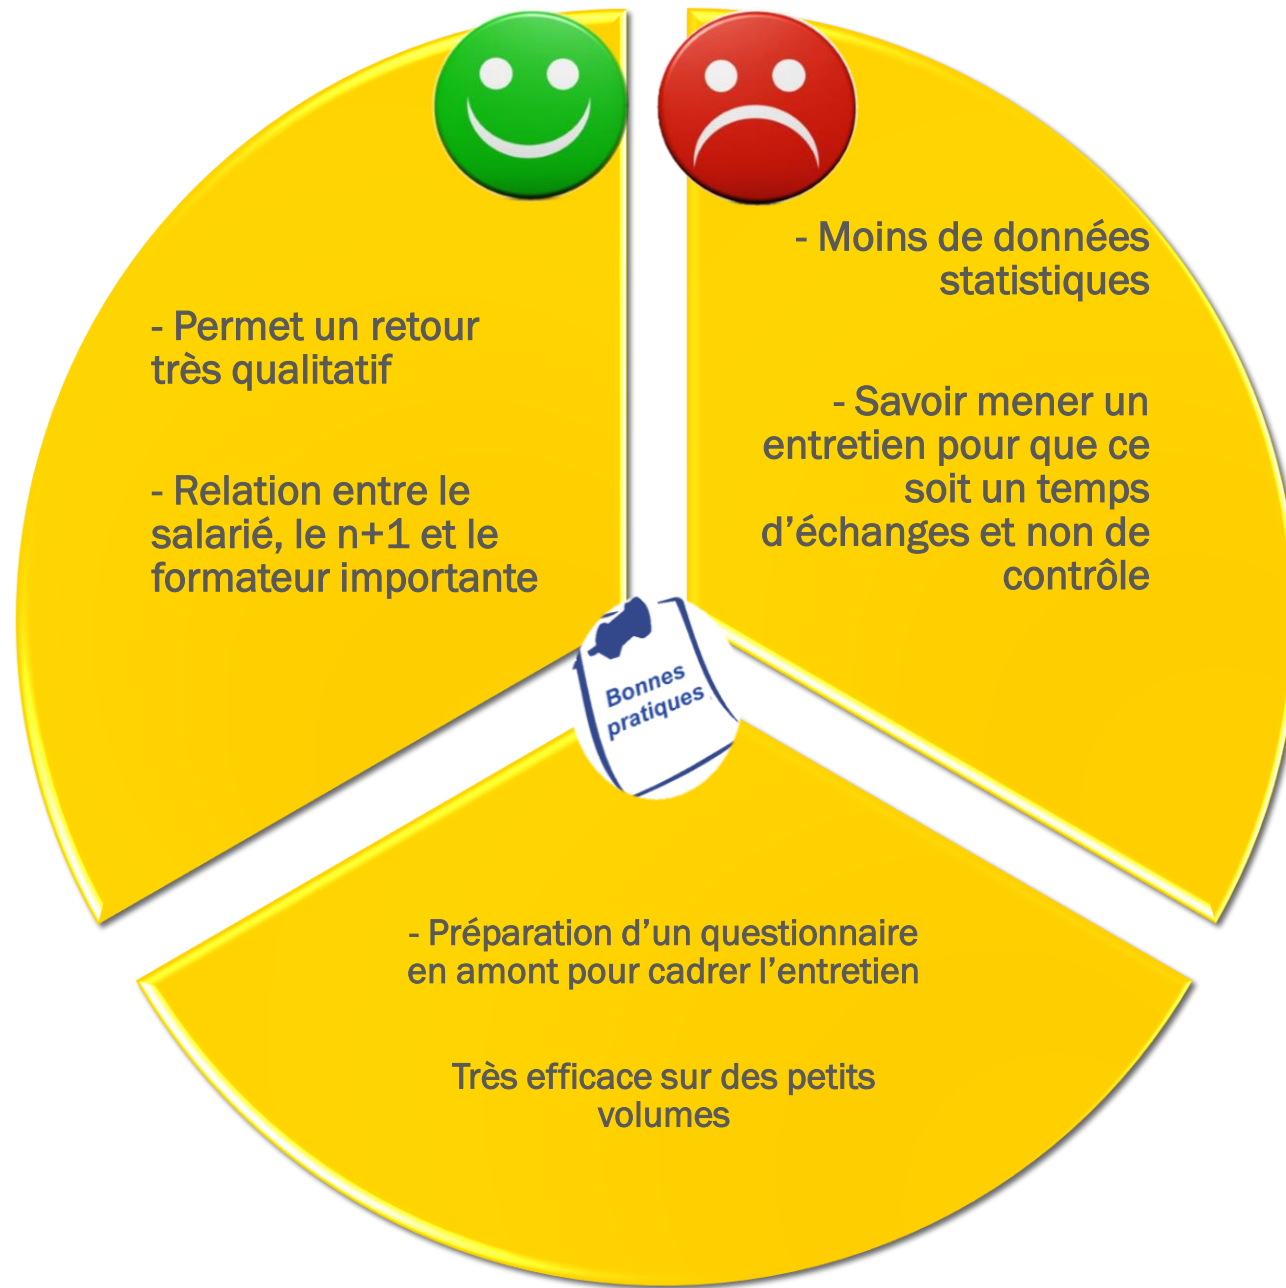 - Permet un retour
très qualitatif
- Relation entre le
salarié, le n+1 et le
formateur importante
- Moins de données
statistiques
- Savoir mener un
entretien pour que ce
soit un temps
d’échanges et non de
contrôle
Bonnes
pratiques
- Préparation d’un questionnaire
en amont pour cadrer l’entretien
Très efficace sur des petits
volumes